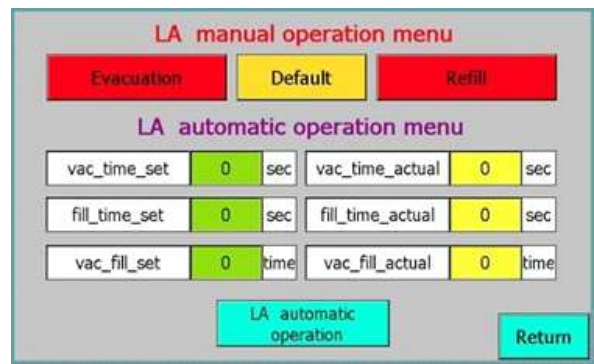 LA manual operation menu
Evacuation Default Refill
LA automatic operation menu
vac_time_set 0 sec vac_time_actual 0 sec
fill_time_set 0 sec fill_time_actual 0 sec
vac_fill_set 0 time vac_fill_actual 0 time
LA automatic
operation
Return